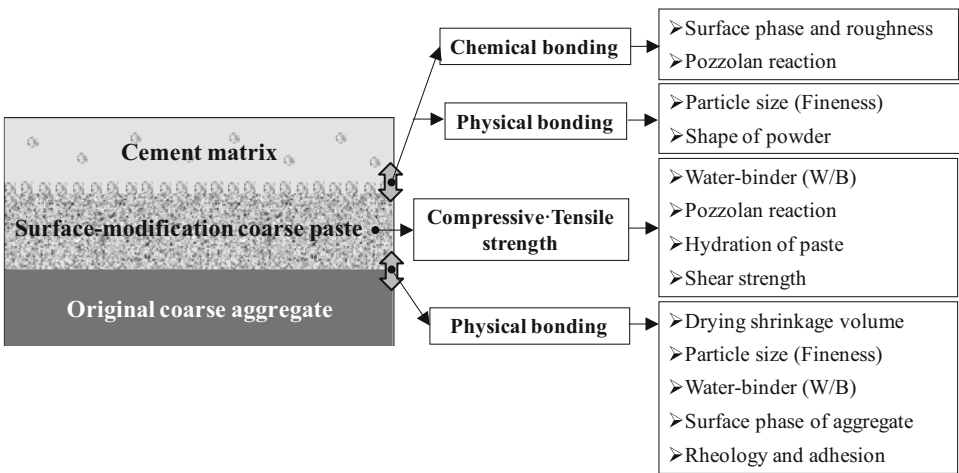 Cement matrix
Surface-modification coarse paste
Original coarse aggregate
Chemical bonding
➢Surface phase and roughness
➢Pozzolan reaction
Physical bonding
➢Particle size (Fineness)
➢Shape of powder
Compressive·Tensile
strength
➢Water-binder (W/B)
➢Pozzolan reaction
➢Hydration of paste
➢Shear strength
Physical bonding
➢Drying shrinkage volume
➢Particle size (Fineness)
➢Water-binder (W/B)
➢Surface phase of aggregate
➢Rheology and adhesion